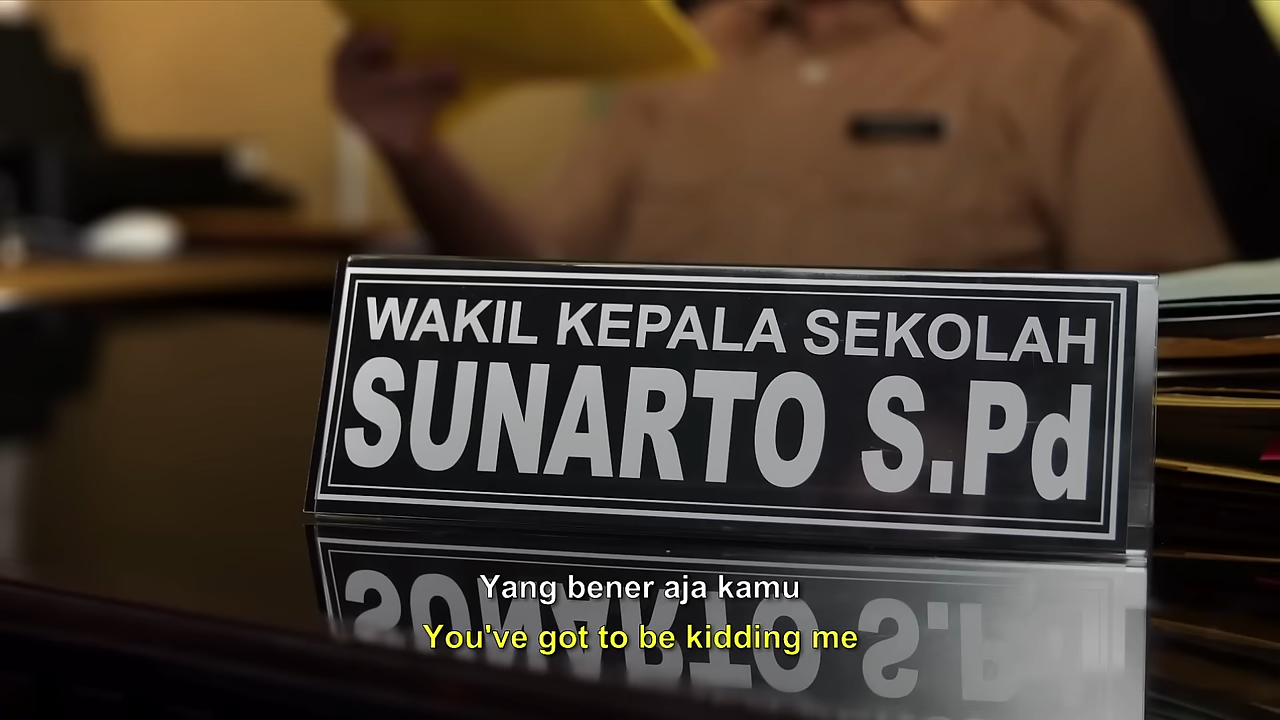 WAKIL KEPALA SEKOLAH
SUNARTO S.Pd
Yang bener aja kamu
You've got to be kidding me